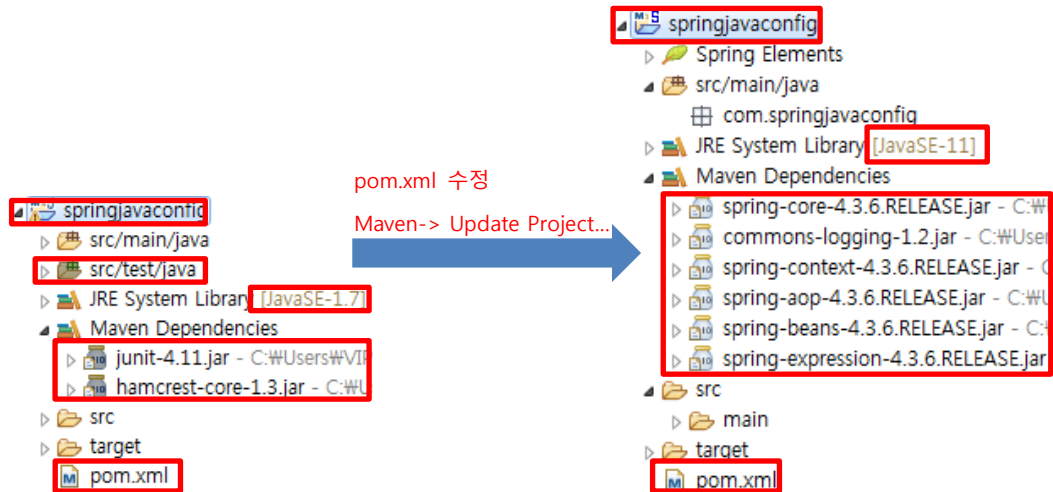 springjavaconfig
src/main/java
src/test/java
JRE System Library [JavaSE-1.7]
Maven Dependencies
junit-4.11.jar - C:₩Users₩VIP
hamcrest-core-1.3.jar - C:₩U
src
target
pom.xml
pom.xml 수정
Maven-> Update Project...
springjavaconfig
Spring Elements
src/main/java
com.springjavaconfig
JRE System Library [JavaSE-11]
Maven Dependencies
spring-core-4.3.6.RELEASE.jar - C:₩
commons-logging-1.2.jar - C:₩User
spring-context-4.3.6.RELEASE.jar - C
spring-aop-4.3.6.RELEASE.jar - C:₩U
spring-beans-4.3.6.RELEASE.jar - C:
spring-expression-4.3.6.RELEASE.jar
src
main
target
pom.xml